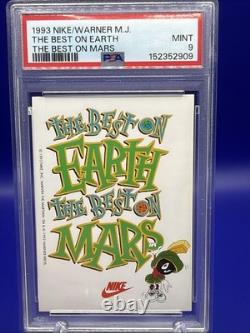 1993 NIKE/WARNER M.J.
THE BEST ON EARTH MINT
THE BEST ON MARS 9
PSA 152352909
THE BEST ON
EARTH
THE BEST ON
MARS
NIKE